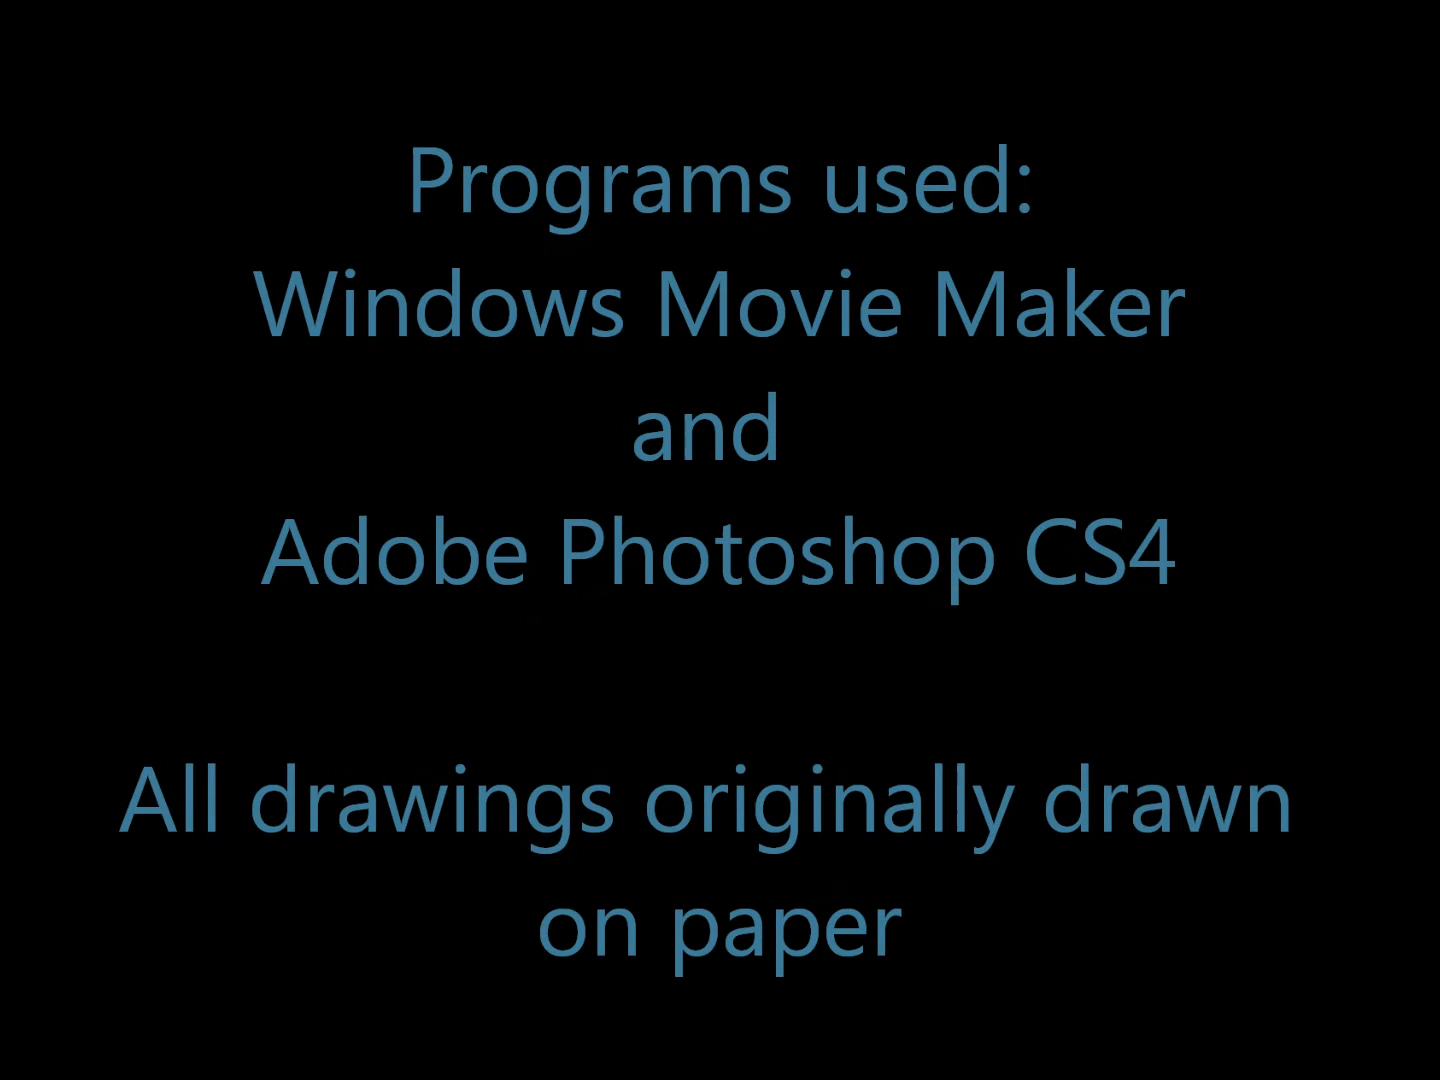 Programs used:
Windows Movie Maker
and
Adobe Photoshop CS4
All drawings originally drawn
on paper